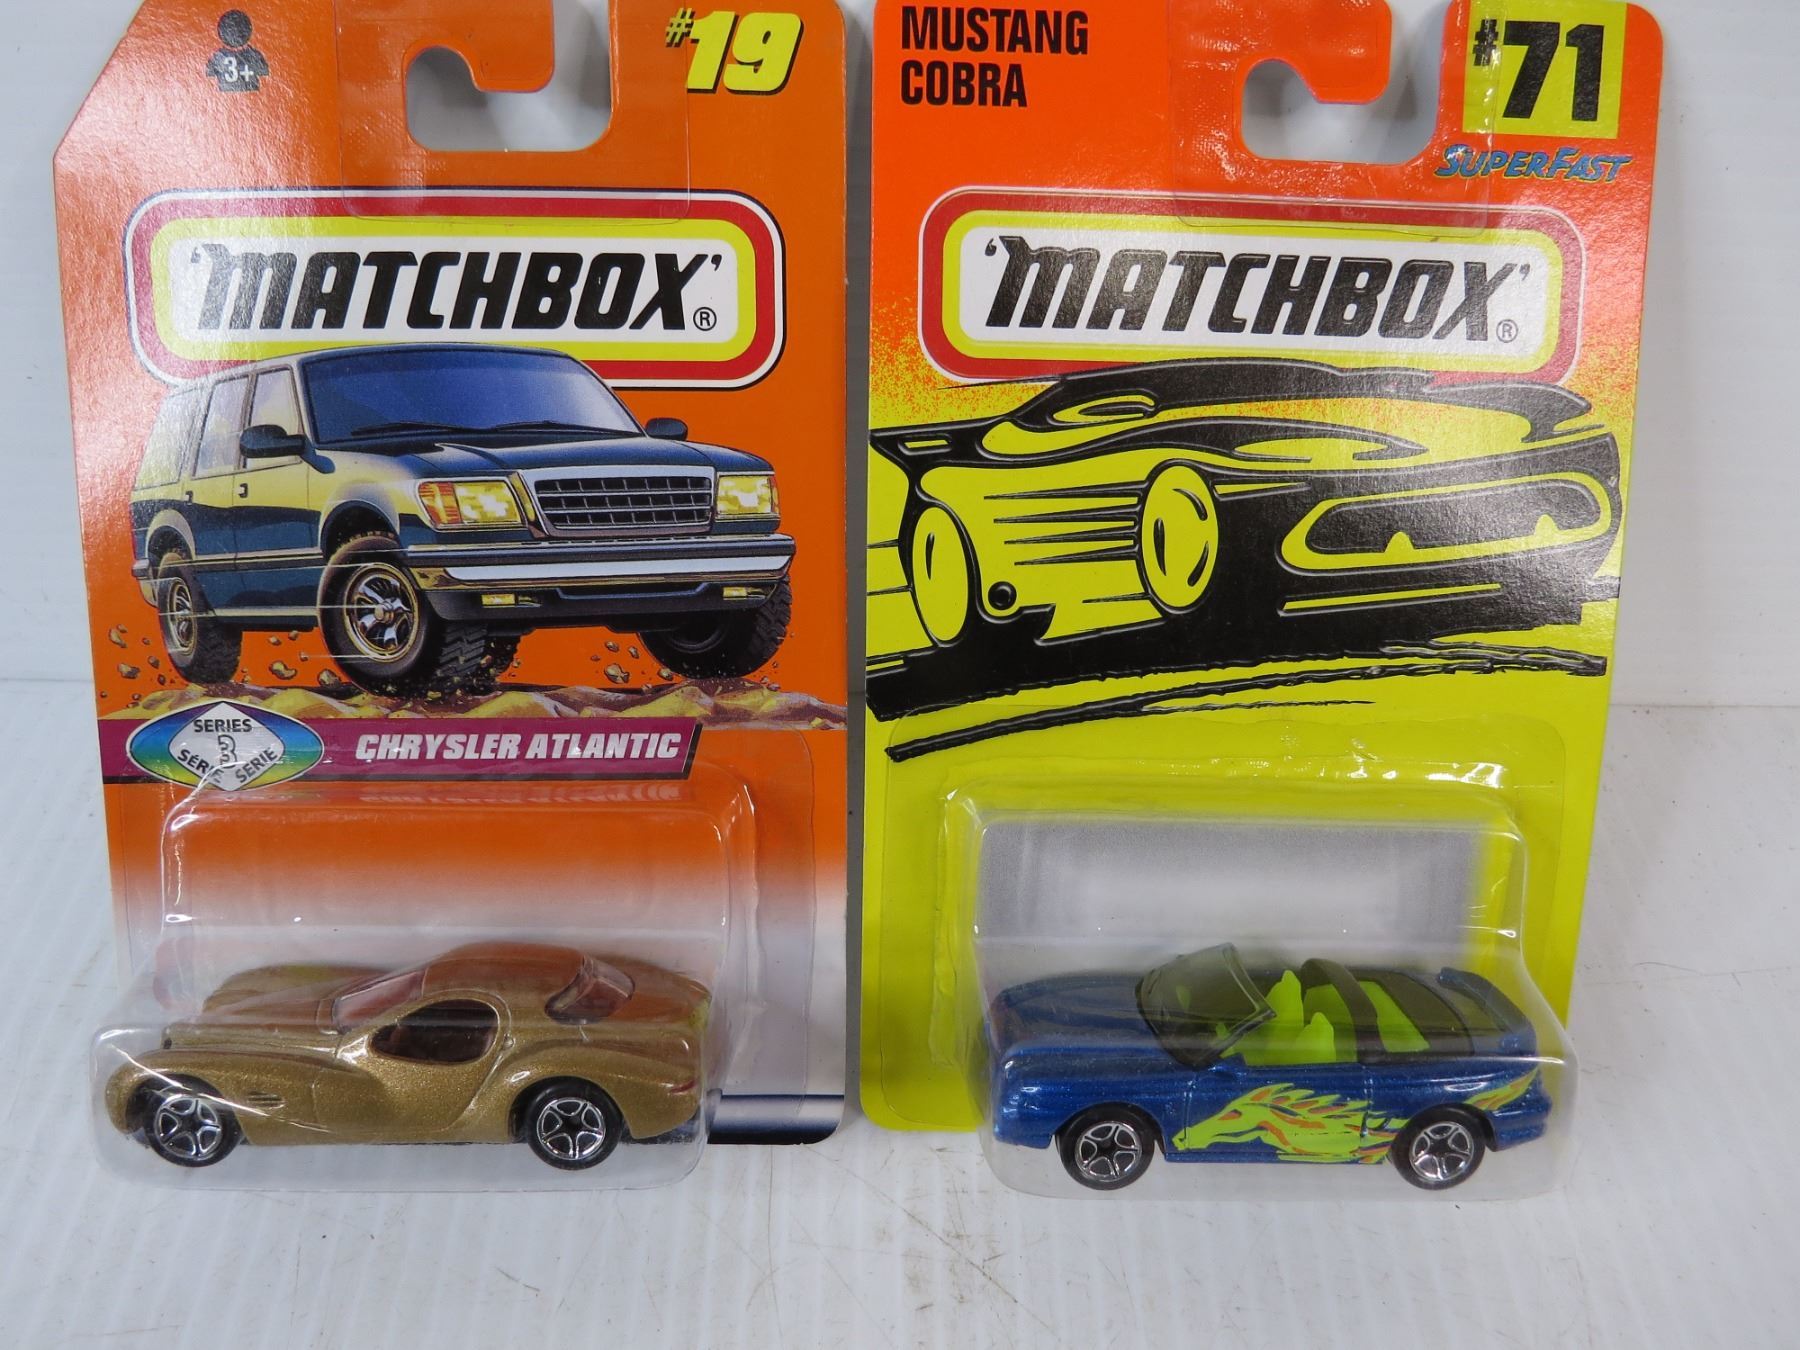 3+
#19
'MATCHBOX'®
SERIES
3
SERIE SERIE
CHRYSLER ATLANTIC
MUSTANG
COBRA
#71
SUPERFAST
'MATCHBOX'®